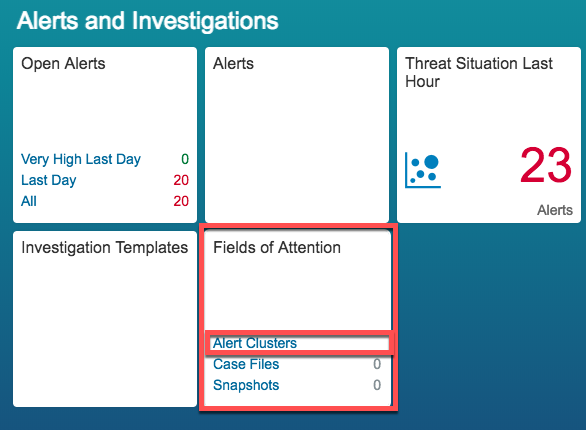 Alerts and Investigations
Open Alerts
Very High Last Day 0
Last Day 20
All 20
Alerts
Threat Situation Last
Hour
23
Alerts
Investigation Templates
Fields of Attention
Alert Clusters
Case Files 0
Snapshots 0